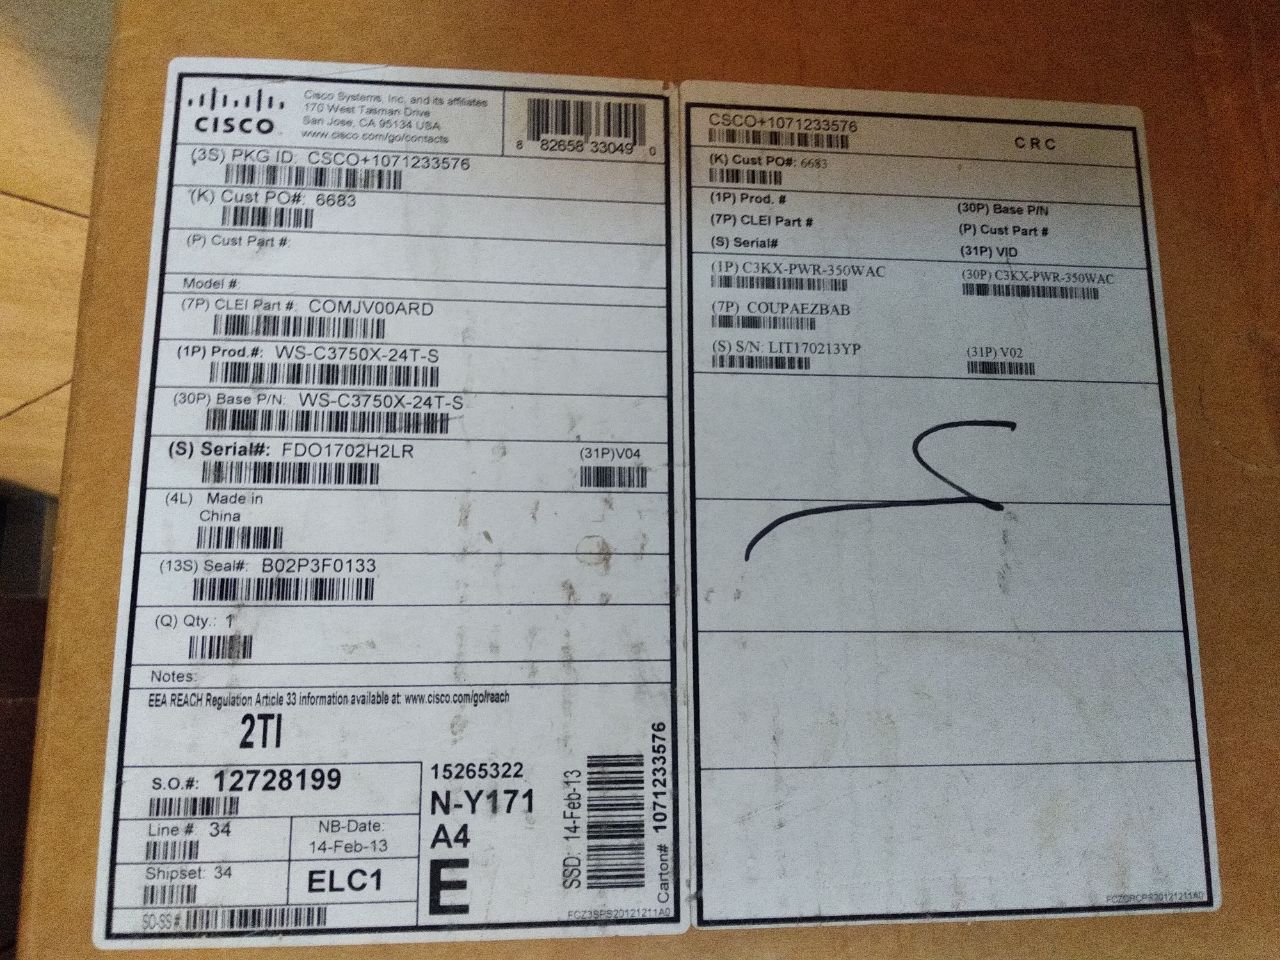 CISCO
Cisco Systems, Inc. and its affiliates
170 West Tasman Drive
San Jose, CA 95134 USA
www.cisco.com/go/contacts
8 82658 33049 0
(3S) PKG ID: CSCO+1071233576
(K) Cust PO#: 6683
(P) Cust Part #:
Model #:
(7P) CLEI Part #: COMJV00ARD
(1P) Prod.#: WS-C3750X-24T-S
(30P) Base P/N: WS-C3750X-24T-S
(S) Serial#: FDO1702H2LR
(31P)V04
(4L) Made in
China
(13S) Seal#: B02P3F0133
(Q) Qty.: 1
Notes:
EEA REACH Regulation Article 33 information available at: www.cisco.com/go/reach
2TI
S.O.#: 12728199
Line # 34
NB-Date:
14-Feb-13
Shipset: 34
ELC1
SO-SS #
15265322
N-Y171
A4
E
SSD: 14-Feb-13
Carton# 1071233576
FCZ3SPS20121211A0
CSCO+1071233576
CRC
(K) Cust PO#: 6683
(1P) Prod. #
(30P) Base P/N
(7P) CLEI Part #
(P) Cust Part #
(S) Serial#
(31P) VID
(1P) C3KX-PWR-350WAC
(30P) C3KX-PWR-350WAC
(7P) COUPAEZBAB
(S) S/N: LIT170213YP
(31P) V02